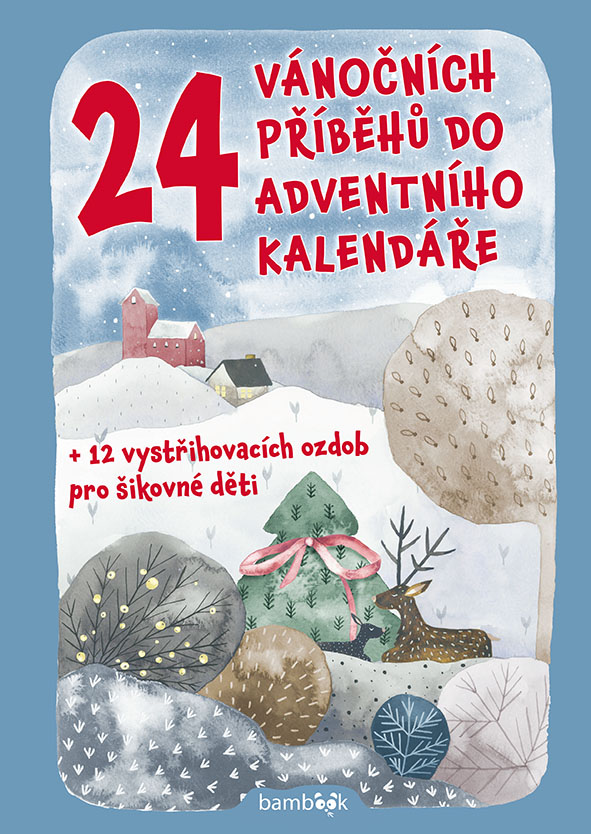 24 VÁNOČNÍCH
PŘÍBĚHŮ DO
ADVENTNÍHO
KALENDÁŘE
+ 12 vystřihovacích ozdob
pro šikovné děti
bambook